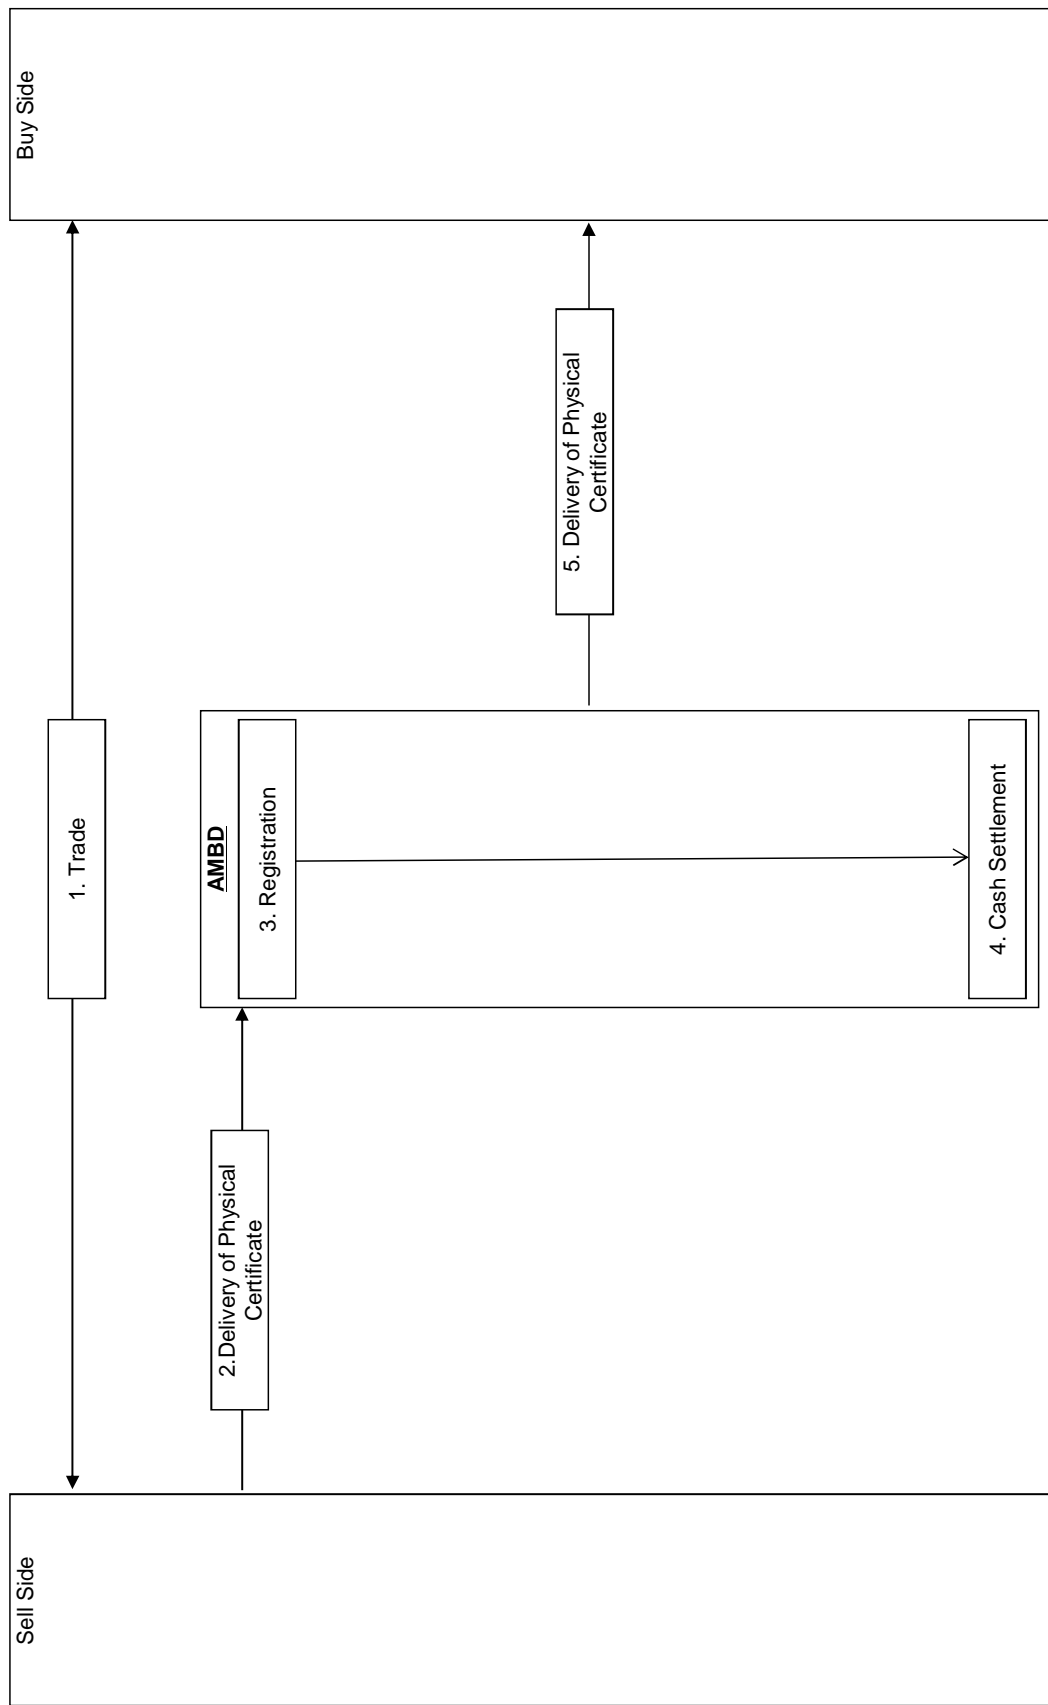 Sell Side
Buy Side
1. Trade
AMBD
2.Delivery of Physical
Certificate
3. Registration
5. Delivery of Physical
Certificate
4. Cash Settlement